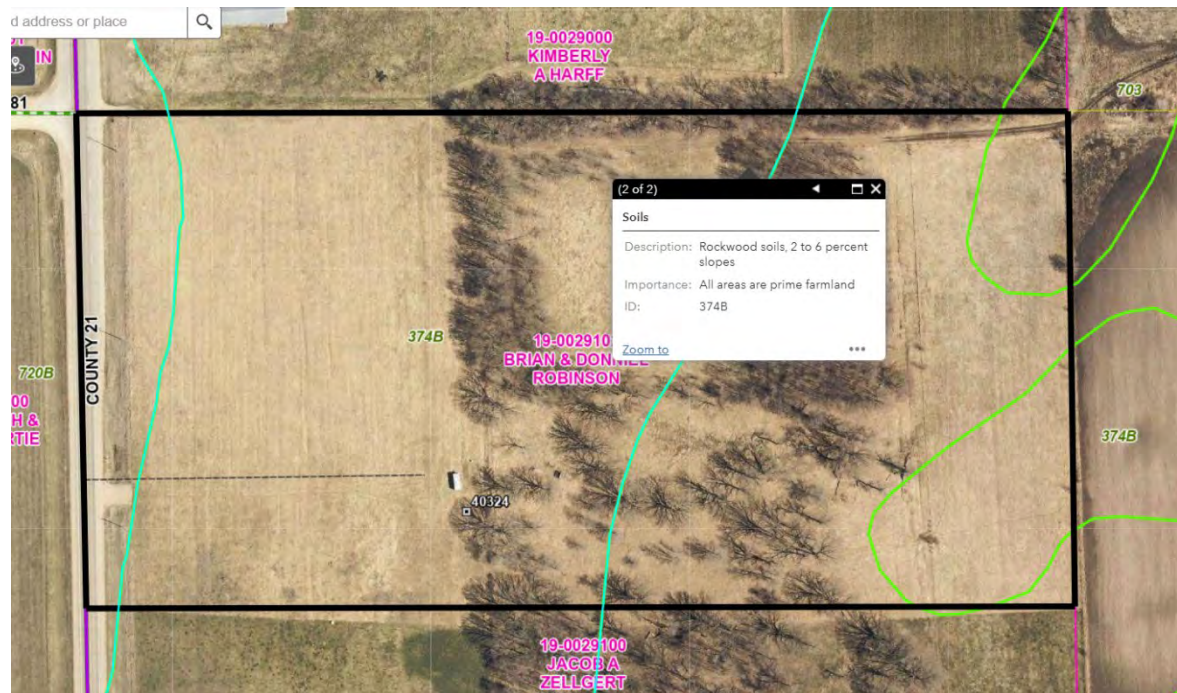 d address or place
IN
81
19-0029000
KIMBERLY
A HARFF
703
(2 of 2)
Soils
Description: Rockwood soils, 2 to 6 percent
slopes
Importance: All areas are prime farmland
ID: 374B
Zoom to
374B
19-002910
BRIAN & DONN
ROBINSON
COUNTY 21
720B
00
H &
TIE
374B
40324
19-0029100
JACOB A
ZELLGERT